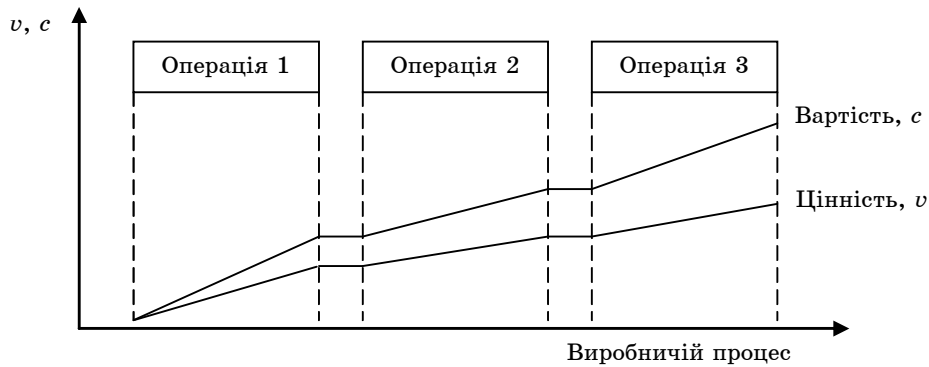 v, c
Операція 1
Операція 2
Операція 3
Вартість, c
Цінність, v
Виробничій процес